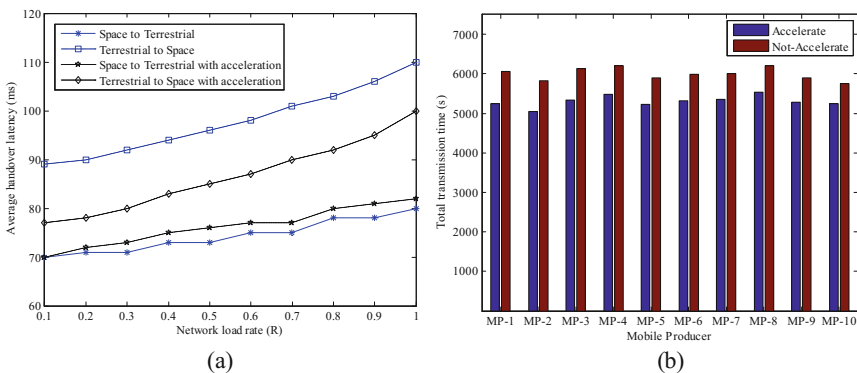 110
100
90
80
70
60
Average handover latency (ms)
Space to Terrestrial
Terrestrial to Space
Space to Terrestrial with acceleration
Terrestrial to Space with acceleration
0.1 0.2 0.3 0.4 0.5 0.6 0.7 0.8 0.9 1
Network load rate (R)
(a)
7000
6000
5000
4000
3000
2000
1000
Total transmission time (s)
Accelerate
Not-Accelerate
MP-1 MP-2 MP-3 MP-4 MP-5 MP-6 MP-7 MP-8 MP-9 MP-10
Mobile Producer
(b)